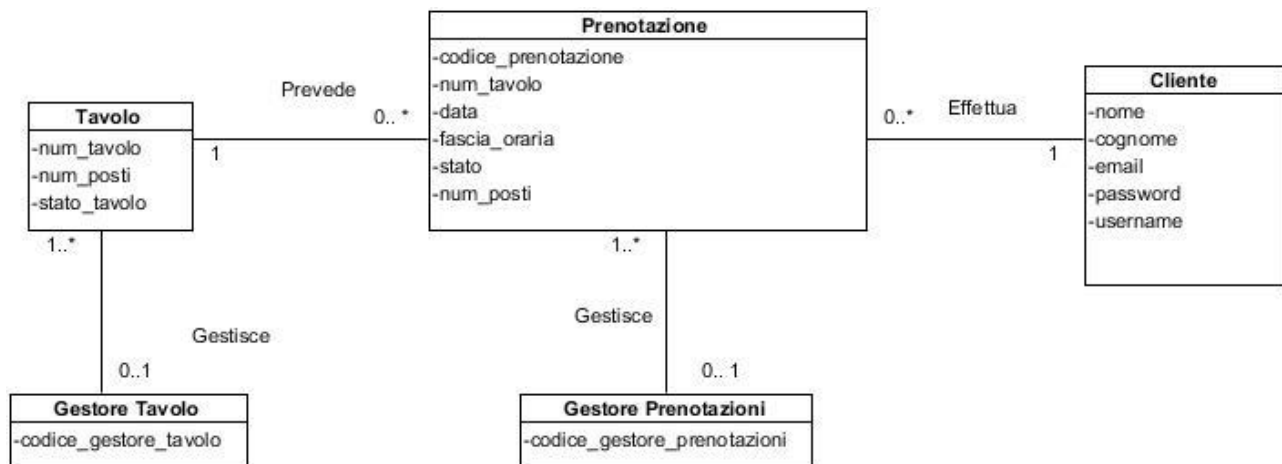 Prenotazione
-codice_prenotazione
-num_tavolo
-data
-fascia_oraria
-stato
-num_posti
Cliente
-nome
-cognome
-email
-password
-username
Tavolo
-num_tavolo
-num_posti
-stato_tavolo
Prevede
0.. *
1
0..*
Effettua
1
1..*
Gestisce
0..1
1..*
Gestisce
0.. 1
Gestore Tavolo
-codice_gestore_tavolo
Gestore Prenotazioni
-codice_gestore_prenotazioni